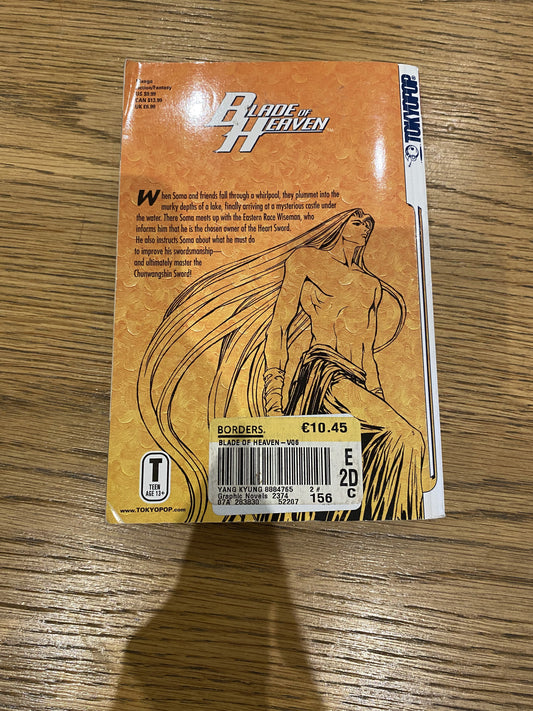 Manga
Action/Fantasy
US $9.99
CAN $13.99
UK £6.99
BLADE OF
HEAVEN
TOKYOPOP®
When Soma and friends fall through a whirlpool, they plummet into the
murky depths of a lake, finally arriving at a mysterious castle under
the water. There Soma meets up with the Eastern Race Wiseman, who
informs him that he is the chosen owner of the Heart Sword.
He also instructs Soma about what he must do
to improve his swordsmanship—
and ultimately master the
Chunwangshin Sword!
BORDERS. €10.45
BLADE OF HEAVEN – V06
E
2D
C
YANG KYUNG 8884765 2 #
Graphic Novels 2374 156
07A 283830 52207
T
TEEN
AGE 13+
www.TOKYOPOP.com